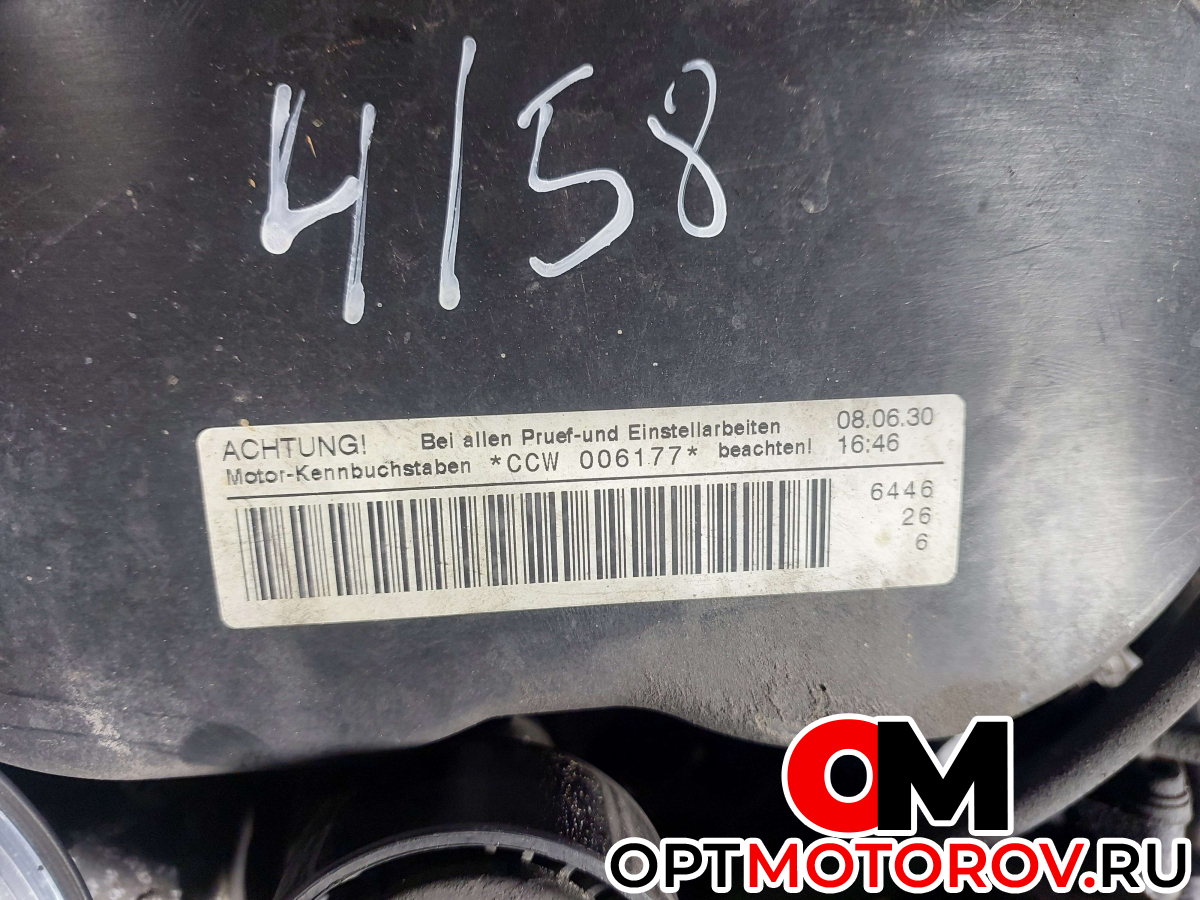 4/58
ACHTUNG! Bei allen Pruef-und Einstellarbeiten 08.06.30
Motor-Kennbuchstaben *CCW 006177* beachten! 16:46
6446
26
6
OM
OPTMOTOROV.RU